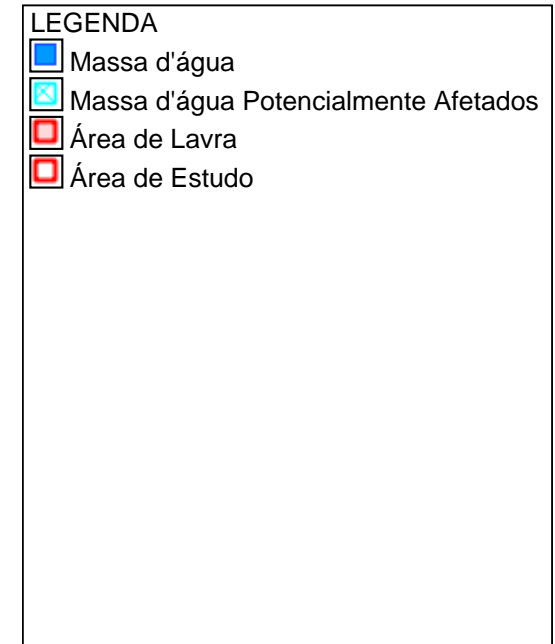 LEGENDA
Massa d'água
Massa d'água Potencialmente Afetados
Área de Lavra
Área de Estudo